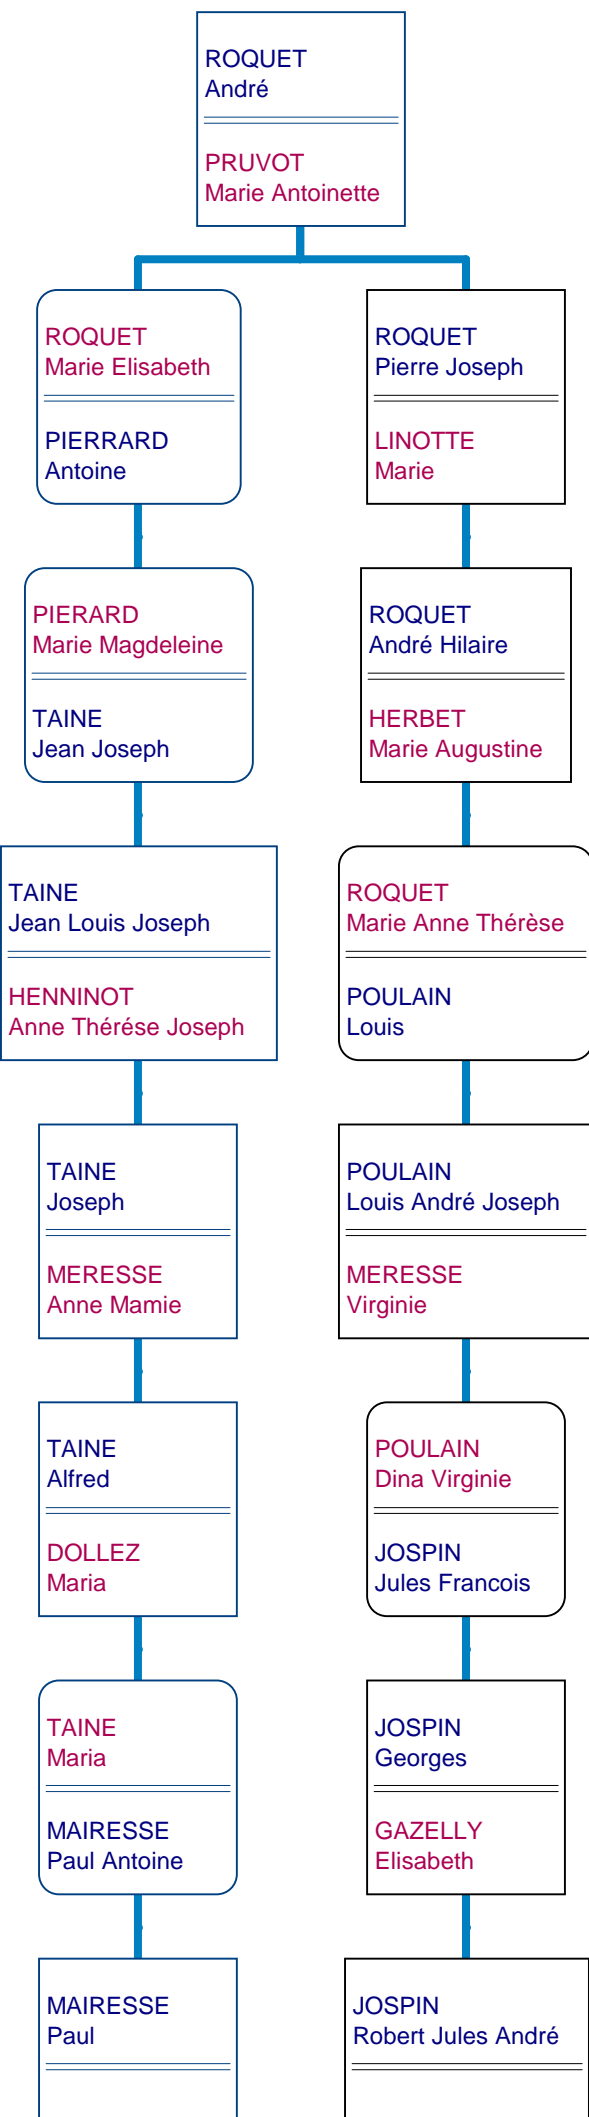 ROQUET
André
PRUVOT
Marie Antoinette
ROQUET
Marie Elisabeth
PIERRARD
Antoine
ROQUET
Pierre Joseph
LINOTTE
Marie
PIERARD
Marie Magdeleine
TAINE
Jean Joseph
ROQUET
André Hilaire
HERBET
Marie Augustine
TAINE
Jean Louis Joseph
HENNINOT
Anne Thérése Joseph
ROQUET
Marie Anne Thérèse
POULAIN
Louis
TAINE
Joseph
MERESSE
Anne Mamie
POULAIN
Louis André Joseph
MERESSE
Virginie
TAINE
Alfred
DOLLEZ
Maria
POULAIN
Dina Virginie
JOSPIN
Jules Francois
TAINE
Maria
MAIRESSE
Paul Antoine
JOSPIN
Georges
GAZELLY
Elisabeth
MAIRESSE
Paul
JOSPIN
Robert Jules André